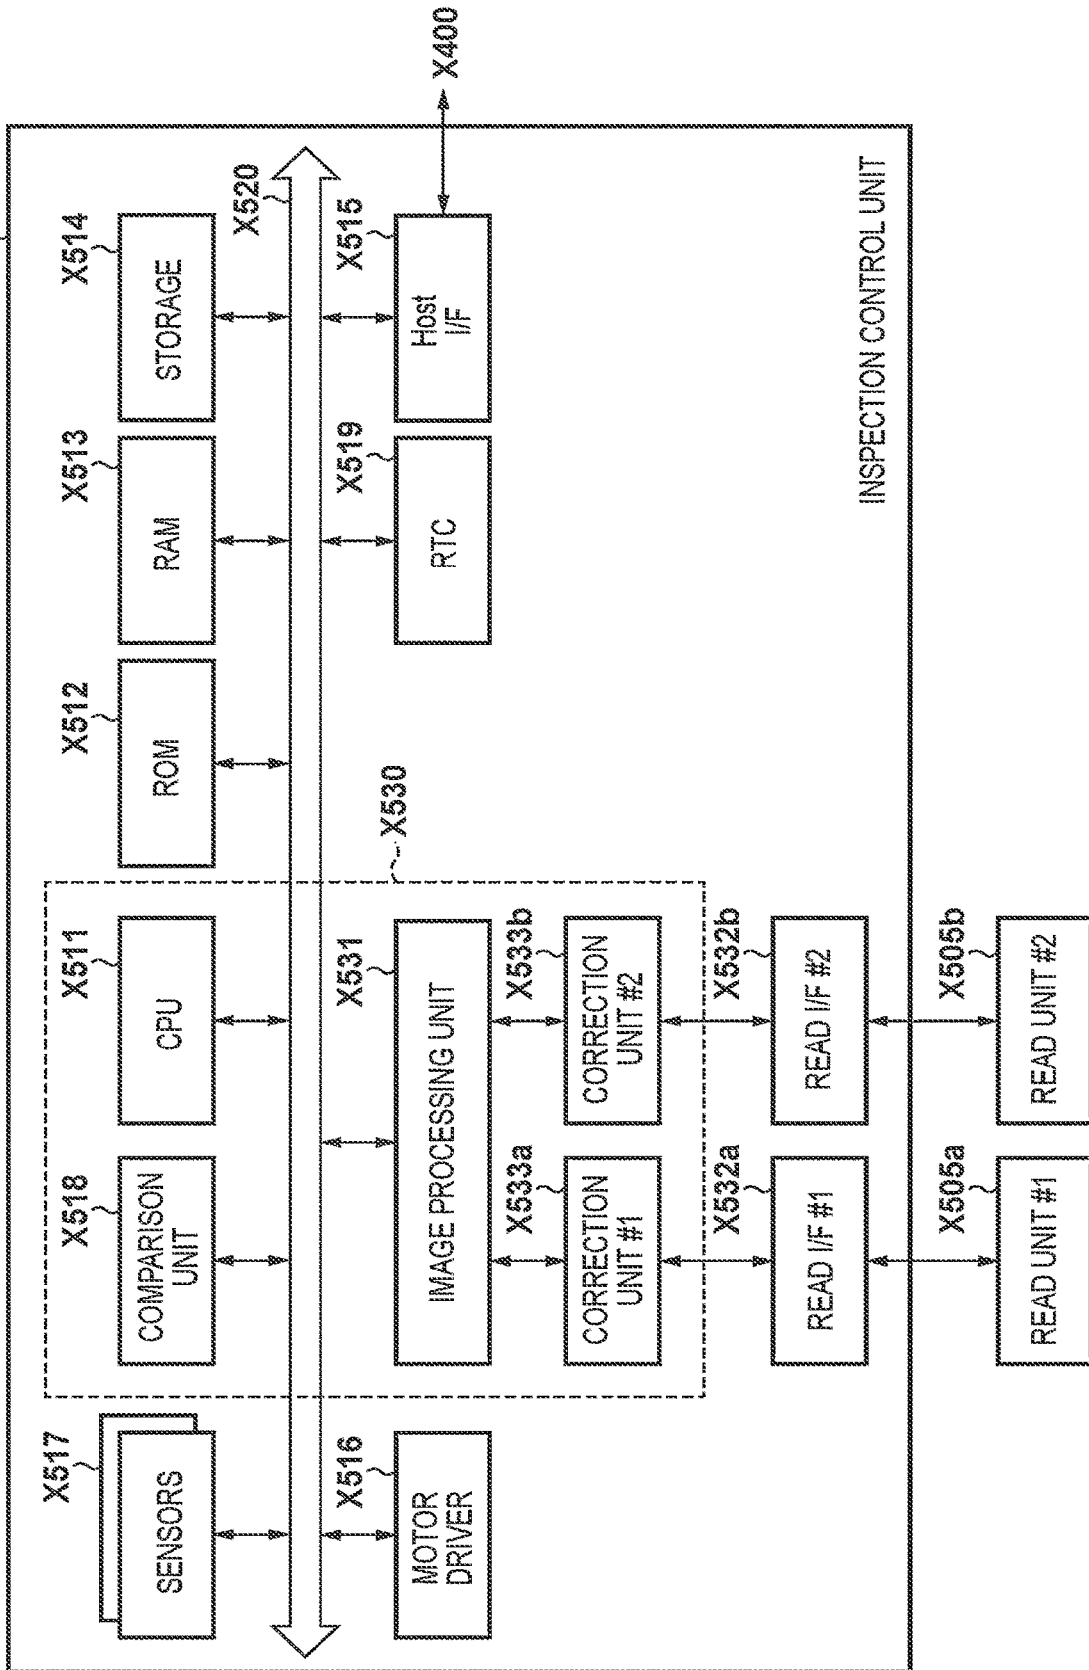 X517
SENSORS
X518
COMPARISON
UNIT
X511
CPU
X512
ROM
X513
RAM
X514
STORAGE
X520
X516
MOTOR
DRIVER
X531
IMAGE PROCESSING UNIT
X530
X519
RTC
X515
Host
I/F
X400
X533a
CORRECTION
UNIT #1
X533b
CORRECTION
UNIT #2
X532a
READ I/F #1
X532b
READ I/F #2
INSPECTION CONTROL UNIT
X505a
READ UNIT #1
X505b
READ UNIT #2